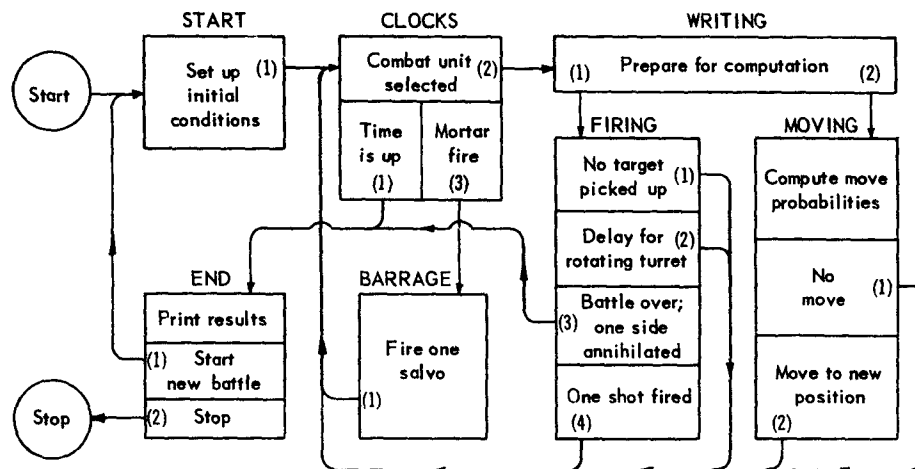 START
CLOCKS
WRITING
Start
Set up
initial
conditions
(1)
Combat unit
selected
(2)
Time
is up
(1)
Mortar
fire
(3)
Prepare for computation
(1)
(2)
FIRING
No target
picked up
(1)
Delay for
rotating turret
(2)
Battle over;
one side
annihilated
(3)
One shot fired
(4)
MOVING
Compute move
probabilities
No
move
(1)
Move to new
position
(2)
END
Print results
(1)
Start
new battle
(2)
Stop
Stop
BARRAGE
Fire one
salvo
(1)